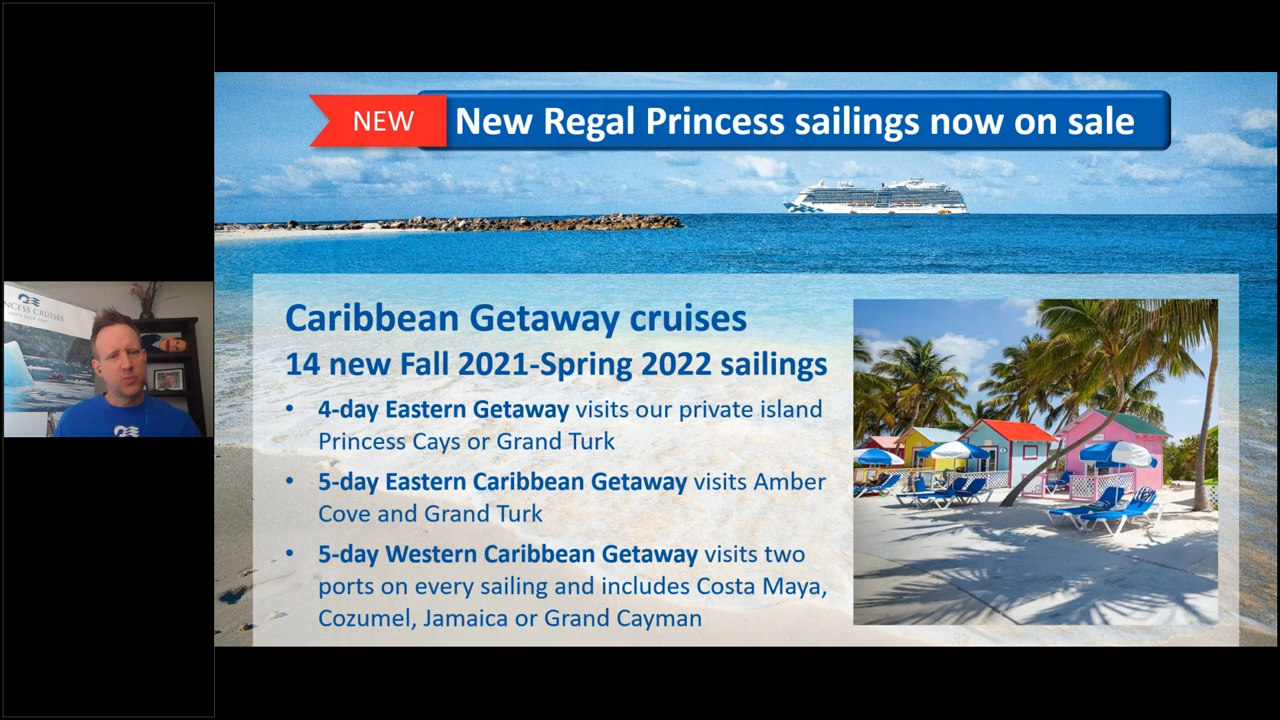 NEW
New Regal Princess sailings now on sale
Caribbean Getaway cruises
14 new Fall 2021-Spring 2022 sailings
• 4-day Eastern Getaway visits our private island
Princess Cays or Grand Turk
• 5-day Eastern Caribbean Getaway visits Amber
Cove and Grand Turk
• 5-day Western Caribbean Getaway visits two
ports on every sailing and includes Costa Maya,
Cozumel, Jamaica or Grand Cayman
NCESS CRUISES